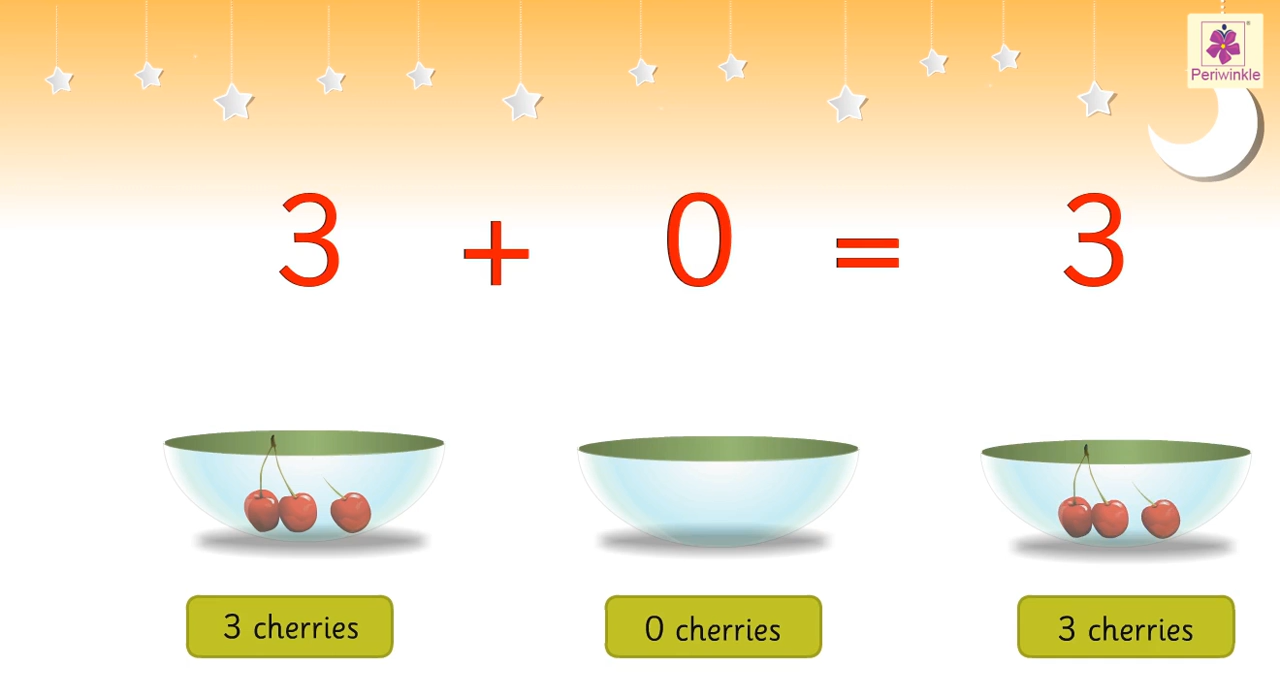 Periwinkle
3 + 0 = 3
3 cherries
0 cherries
3 cherries